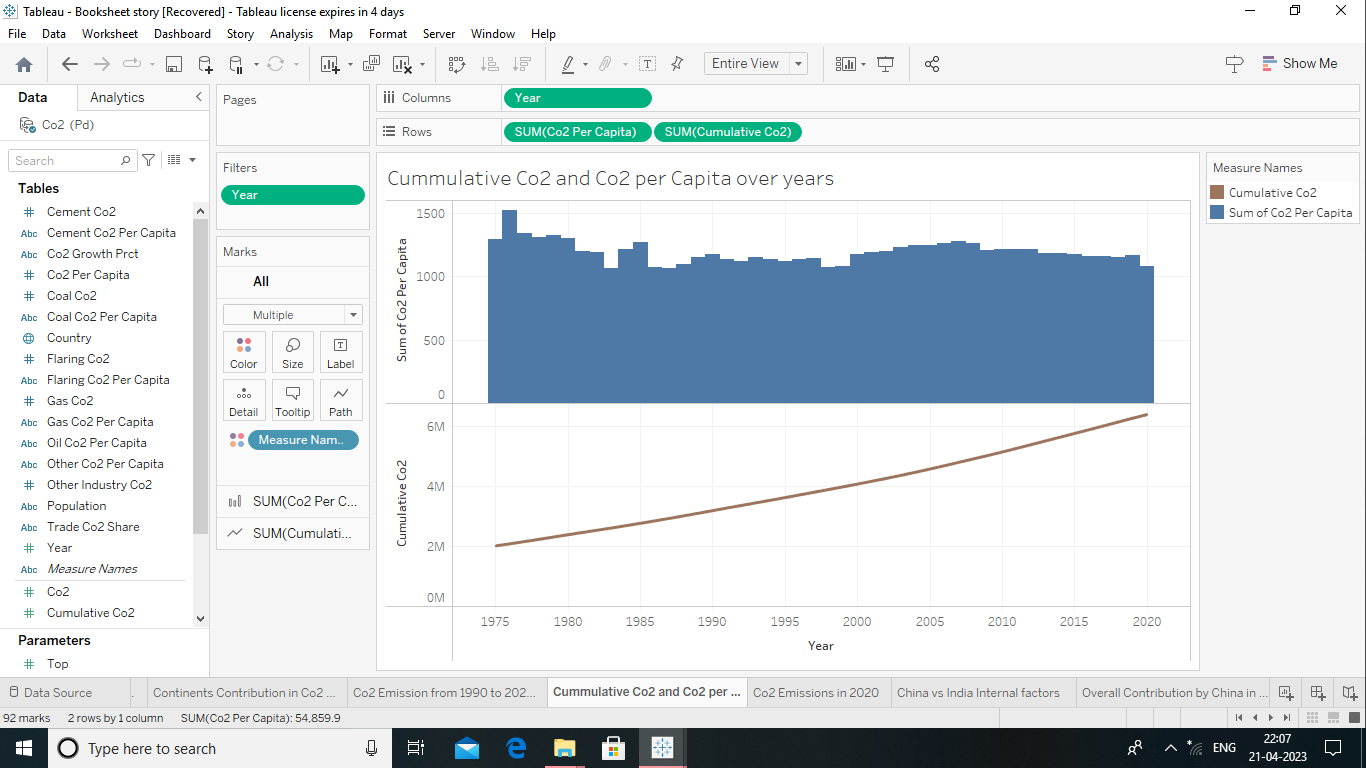 Tableau - Booksheet story [Recovered] - Tableau license expires in 4 days
File Data Worksheet Dashboard Story Analysis Map Format Server Window Help
Entire View
Show Me
Data Analytics
Co2 (Pd)
Search
Tables
Cement Co2
Abc Cement Co2 Per Capita
Abc Co2 Growth Prct
Co2 Per Capita
Coal Co2
Abc Coal Co2 Per Capita
Country
Flaring Co2
Abc Flaring Co2 Per Capita
Gas Co2
Abc Gas Co2 Per Capita
Abc Oil Co2 Per Capita
Abc Other Co2 Per Capita
Other Industry Co2
Abc Population
Abc Trade Co2 Share
Year
Abc Measure Names
Co2
Cumulative Co2
Parameters
Top
Pages
Filters
Year
Marks
All
Multiple
Color Size Label
Detail Tooltip Path
Measure Nam..
SUM(Co2 Per C...
SUM(Cumulati...
Columns Year
Rows SUM(Co2 Per Capita) SUM(Cumulative Co2)
Cummulative Co2 and Co2 per Capita over years
Sum of Co2 Per Capita
1500
1000
500
0
Cumulative Co2
6M
4M
2M
0M
1975 1980 1985 1990 1995 2000 2005 2010 2015 2020
Year
Measure Names
Cumulative Co2
Sum of Co2 Per Capita
Data Source . Continents Contribution in Co2 ... Co2 Emission from 1990 to 202... Cummulative Co2 and Co2 per ... Co2 Emissions in 2020 China vs India Internal factors Overall Contribution by China in ...
92 marks 2 rows by 1 column SUM(Co2 Per Capita): 54,859.9
Type here to search
ENG
22:07
21-04-2023